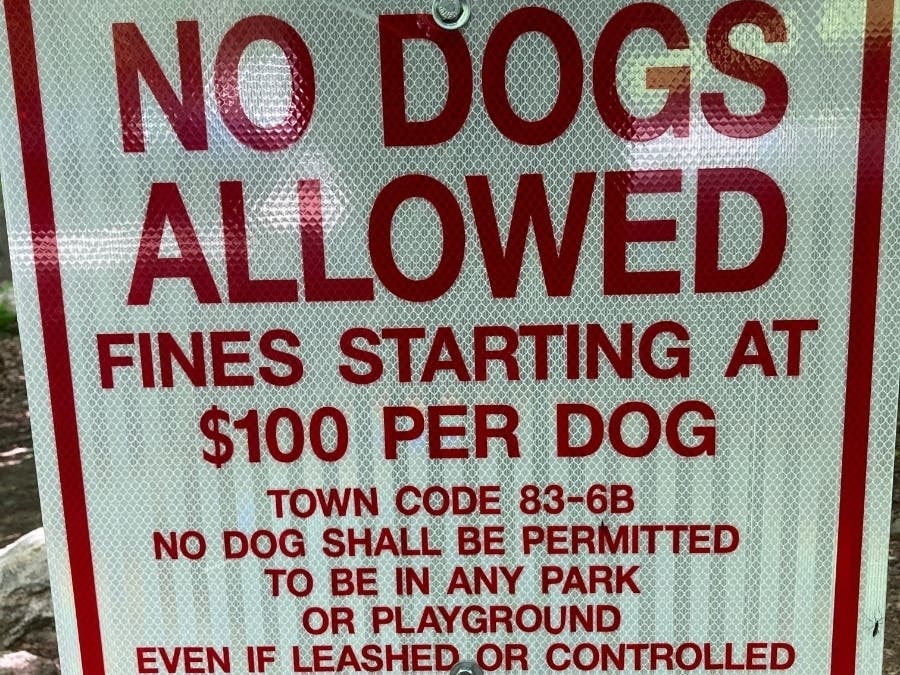 NO DOGS
ALLOWED
FINES STARTING AT
$100 PER DOG
TOWN CODE 83-6B
NO DOG SHALL BE PERMITTED
TO BE IN ANY PARK
OR PLAYGROUND
EVEN IF LEASHED OR CONTROLLED